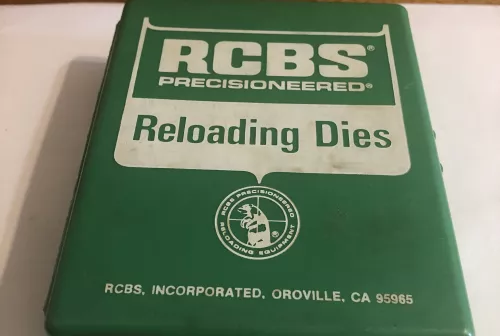 RCBS®
PRECISIONEERED®
Reloading Dies
RCBS PRECISIONEERED
RELOADING EQUIPMENT
®
RCBS, INCORPORATED, OROVILLE, CA 95965